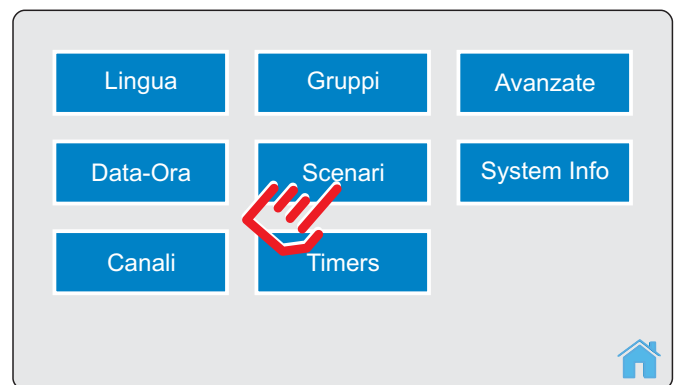 Lingua
Gruppi
Avanzate
Data-Ora
Scenari
System Info
Canali
Timers